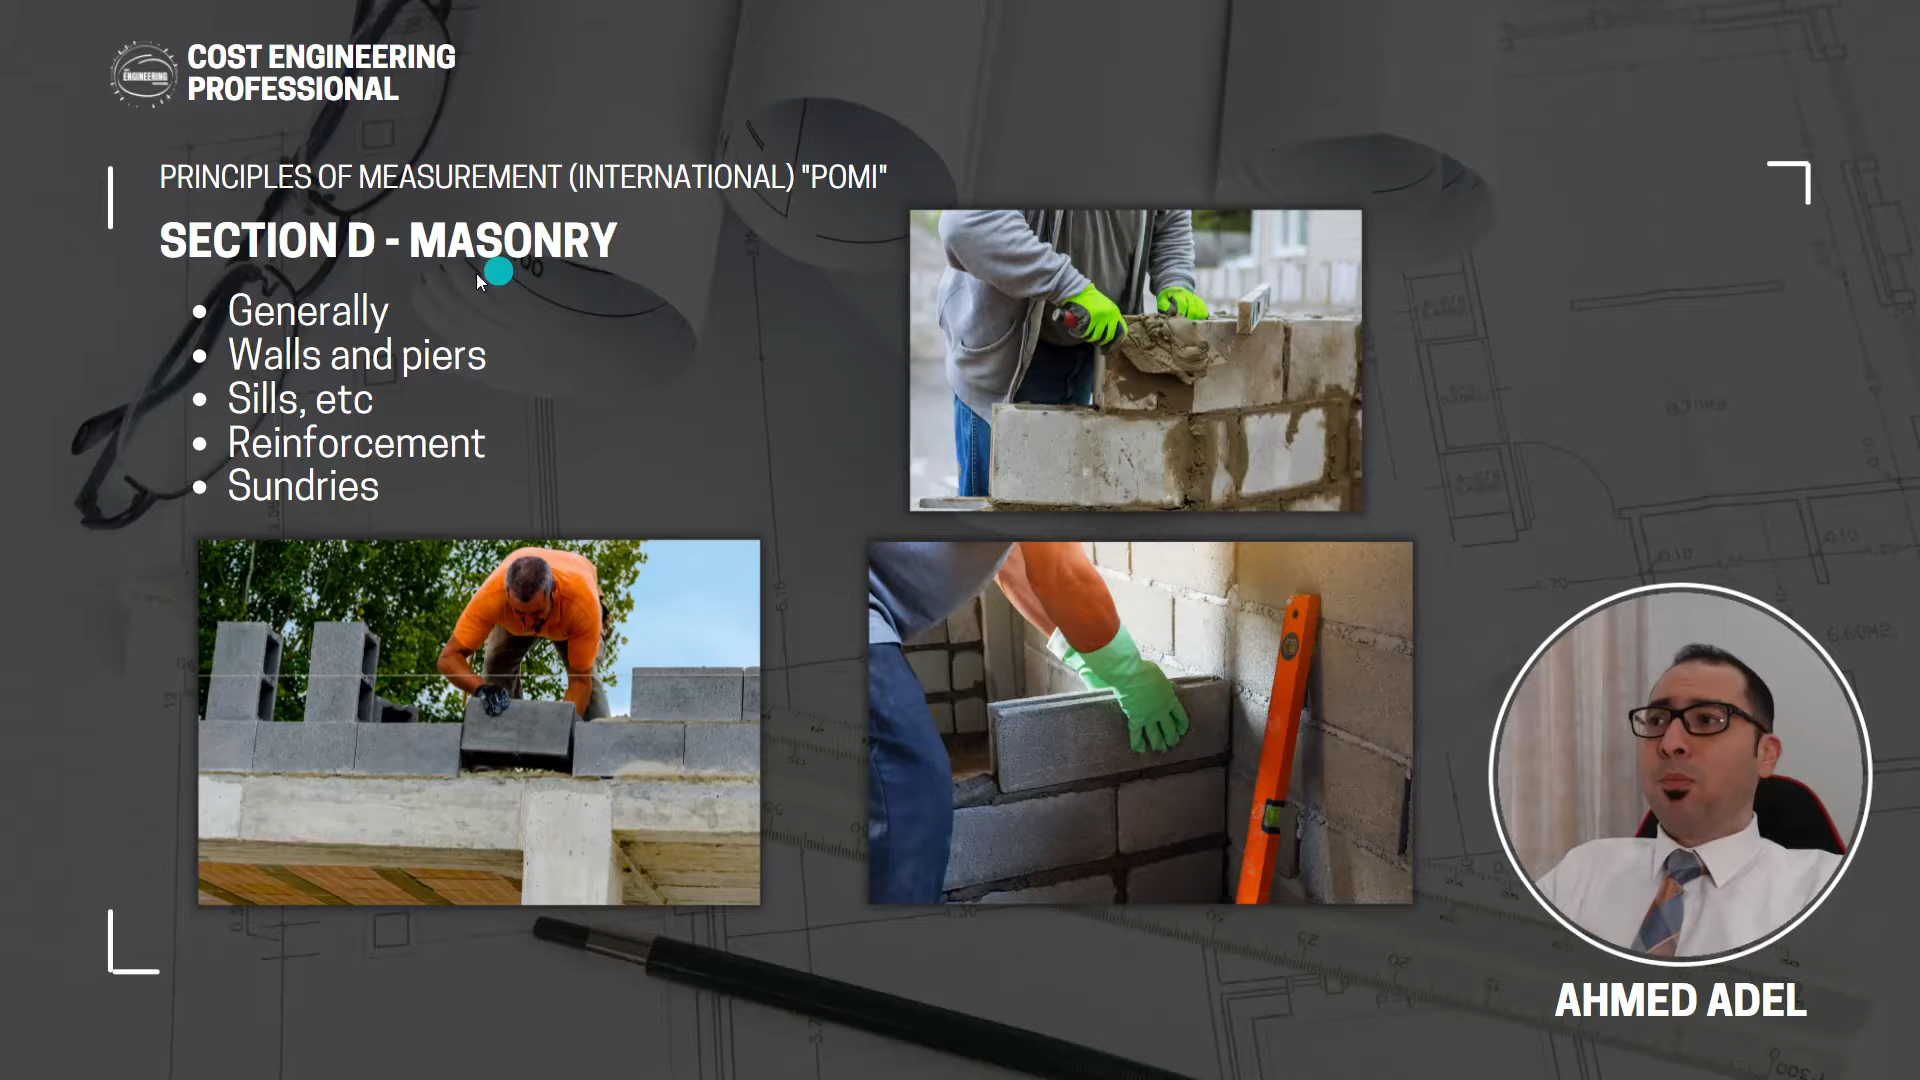 ENGINEERING
COST ENGINEERING
PROFESSIONAL
PRINCIPLES OF MEASUREMENT (INTERNATIONAL) "POMI"
SECTION D - MASONRY
• Generally
• Walls and piers
• Sills, etc
• Reinforcement
• Sundries
AHMED ADEL